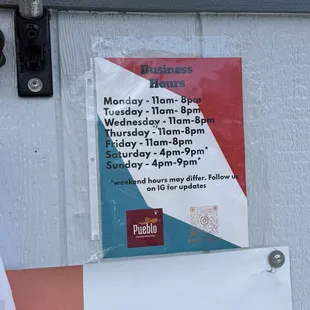 Business
Hours
Monday - 11am- 8pm
Tuesday - 11am- 8pm
Wednesday - 11am-8pm
Thursday - 11am-8pm
Friday - 11am- 8pm
Saturday - 4pm-9pm*
Sunday - 4pm-9pm*
*weekend hours may differ. Follow us
on IG for updates
Pueblo